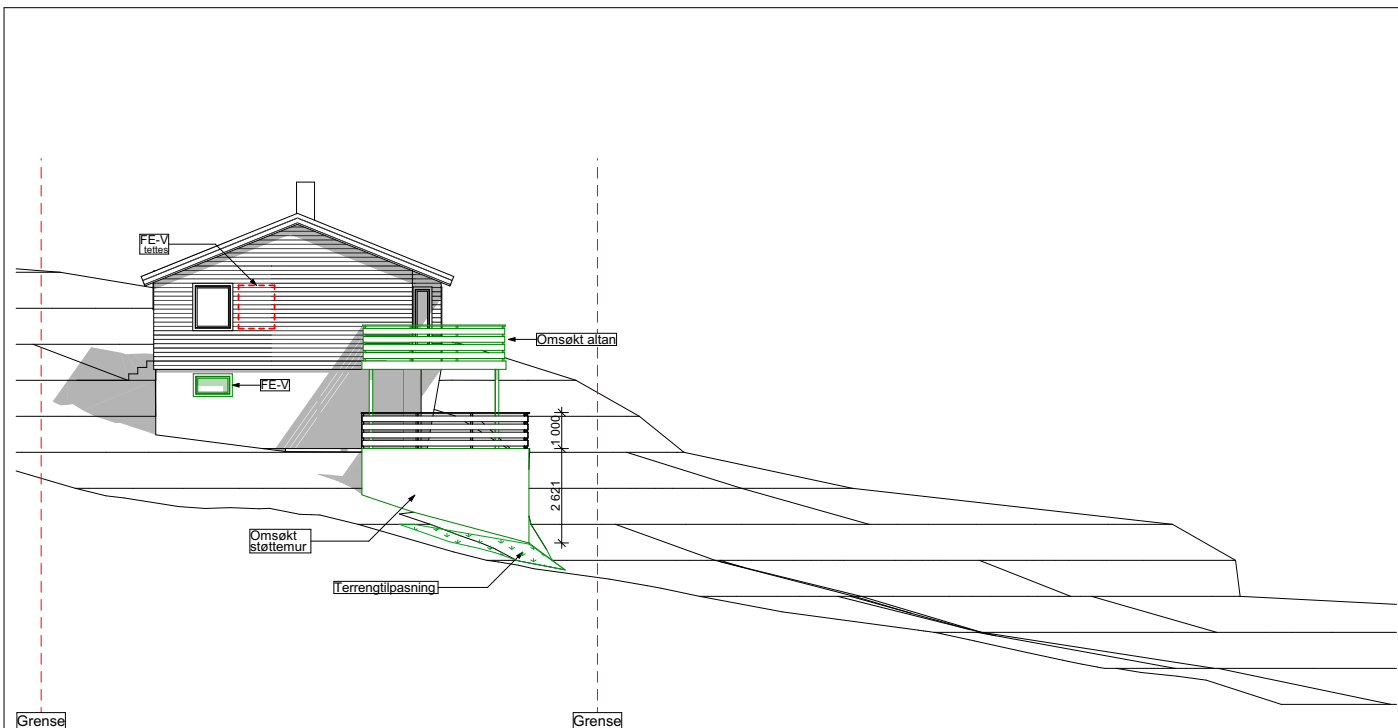 FE-V
tettes
Omsøkt altan
FE-V
1 000
2 621
Omsøkt
støttemur
Terrengtilpasning
Grense
Grense